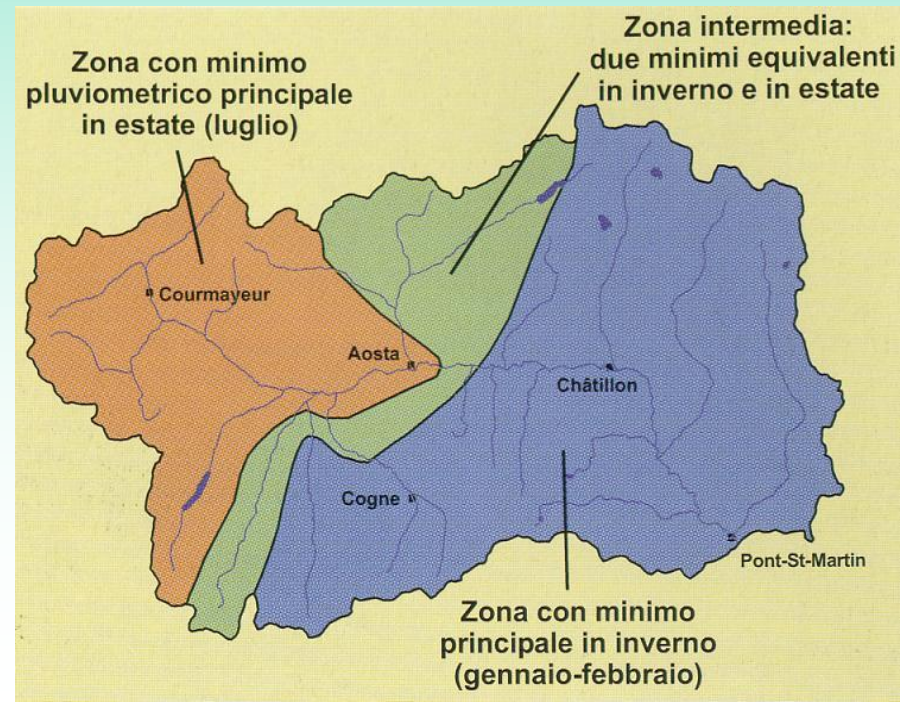 Zona intermedia:
due minimi equivalenti
in inverno e in estate
Zona con minimo
pluviometrico principale
in estate (luglio)
Courmayeur
Aosta
Châtillon
Cogne
Pont-St-Martin
Zona con minimo
principale in inverno
(gennaio-febbraio)